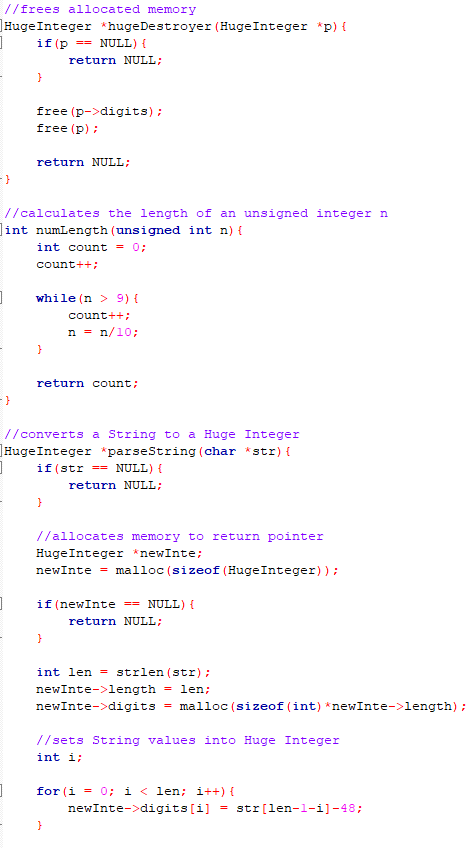 //frees allocated memory
HugeInteger *hugeDestroyer(HugeInteger *p){
    if(p == NULL){
        return NULL;
    }

    free(p->digits);
    free(p);

    return NULL;
}

//calculates the length of an unsigned integer n
int numLength(unsigned int n){
    int count = 0;
    count++;

    while(n > 9){
        count++;
        n = n/10;
    }

    return count;
}

//converts a String to a Huge Integer
HugeInteger *parseString(char *str){
    if(str == NULL){
        return NULL;
    }

    //allocates memory to return pointer
    HugeInteger *newInte;
    newInte = malloc(sizeof(HugeInteger));

    if(newInte == NULL){
        return NULL;
    }

    int len = strlen(str);
    newInte->length = len;
    newInte->digits = malloc(sizeof(int)*newInte->length);

    //sets String values into Huge Integer
    int i;

    for(i = 0; i < len; i++){
        newInte->digits[i] = str[len-1-i]-48;
    }